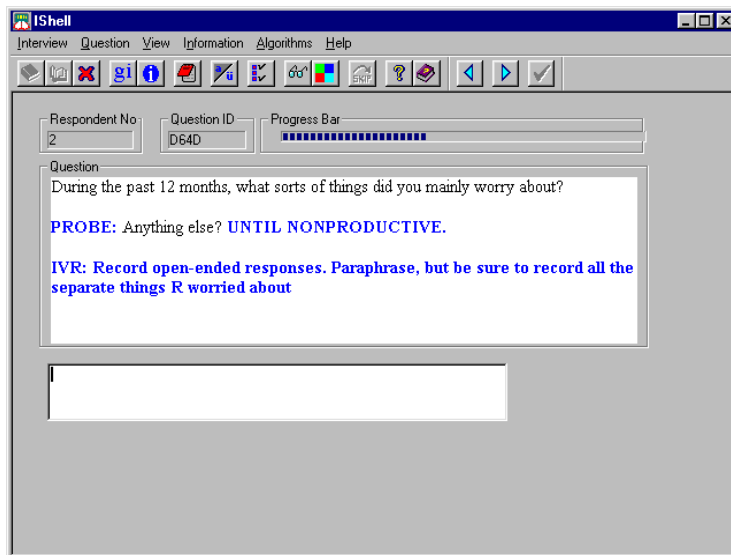 IShell
Interview Question View Information Algorithms Help
gi i a/ü SKIP ?
Respondent No Question ID Progress Bar
2 D64D
Question
During the past 12 months, what sorts of things did you mainly worry about?
PROBE: Anything else? UNTIL NONPRODUCTIVE.
IVR: Record open-ended responses. Paraphrase, but be sure to record all the
separate things R worried about